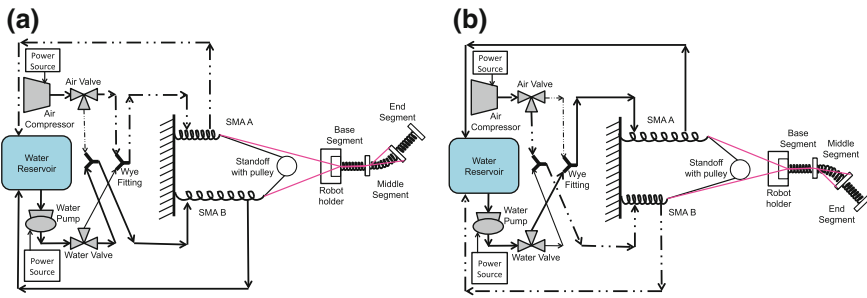 (a)
Power
Source
Air Valve
Air
Compressor
SMA A
Water
Reservoir
Wye
Fitting
Standoff
with pulley
Base
Segment
End
Segment
Robot
holder
Middle
Segment
SMA B
Water
Pump
Power
Source
Water Valve
(b)
Power
Source
Air Valve
Air
Compressor
SMA A
Water
Reservoir
Wye
Fitting
Standoff
with pulley
Base
Segment
Middle
Segment
Robot
holder
End
Segment
SMA B
Water
Pump
Power
Source
Water Valve